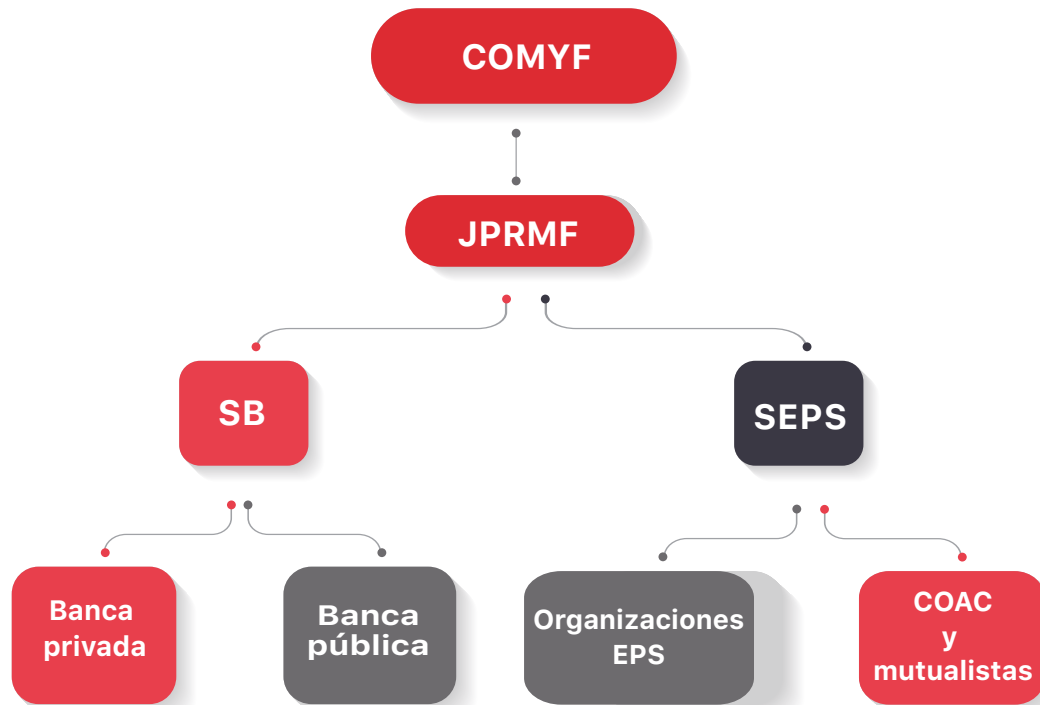 COMYF
JPRMF
SB
SEPS
Banca
privada
Banca
pública
Organizaciones
EPS
COAC
y
mutualistas